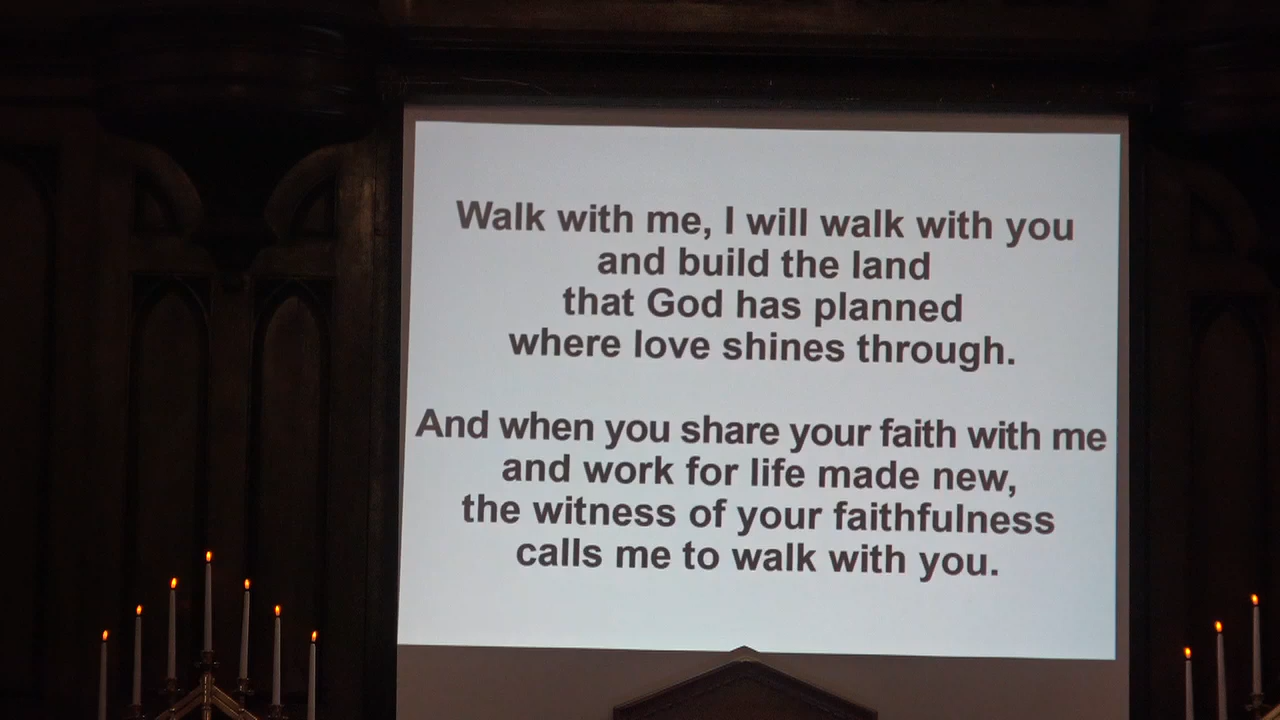 Walk with me, I will walk with you
and build the land
that God has planned
where love shines through.
And when you share your faith with me
and work for life made new,
the witness of your faithfulness
calls me to walk with you.